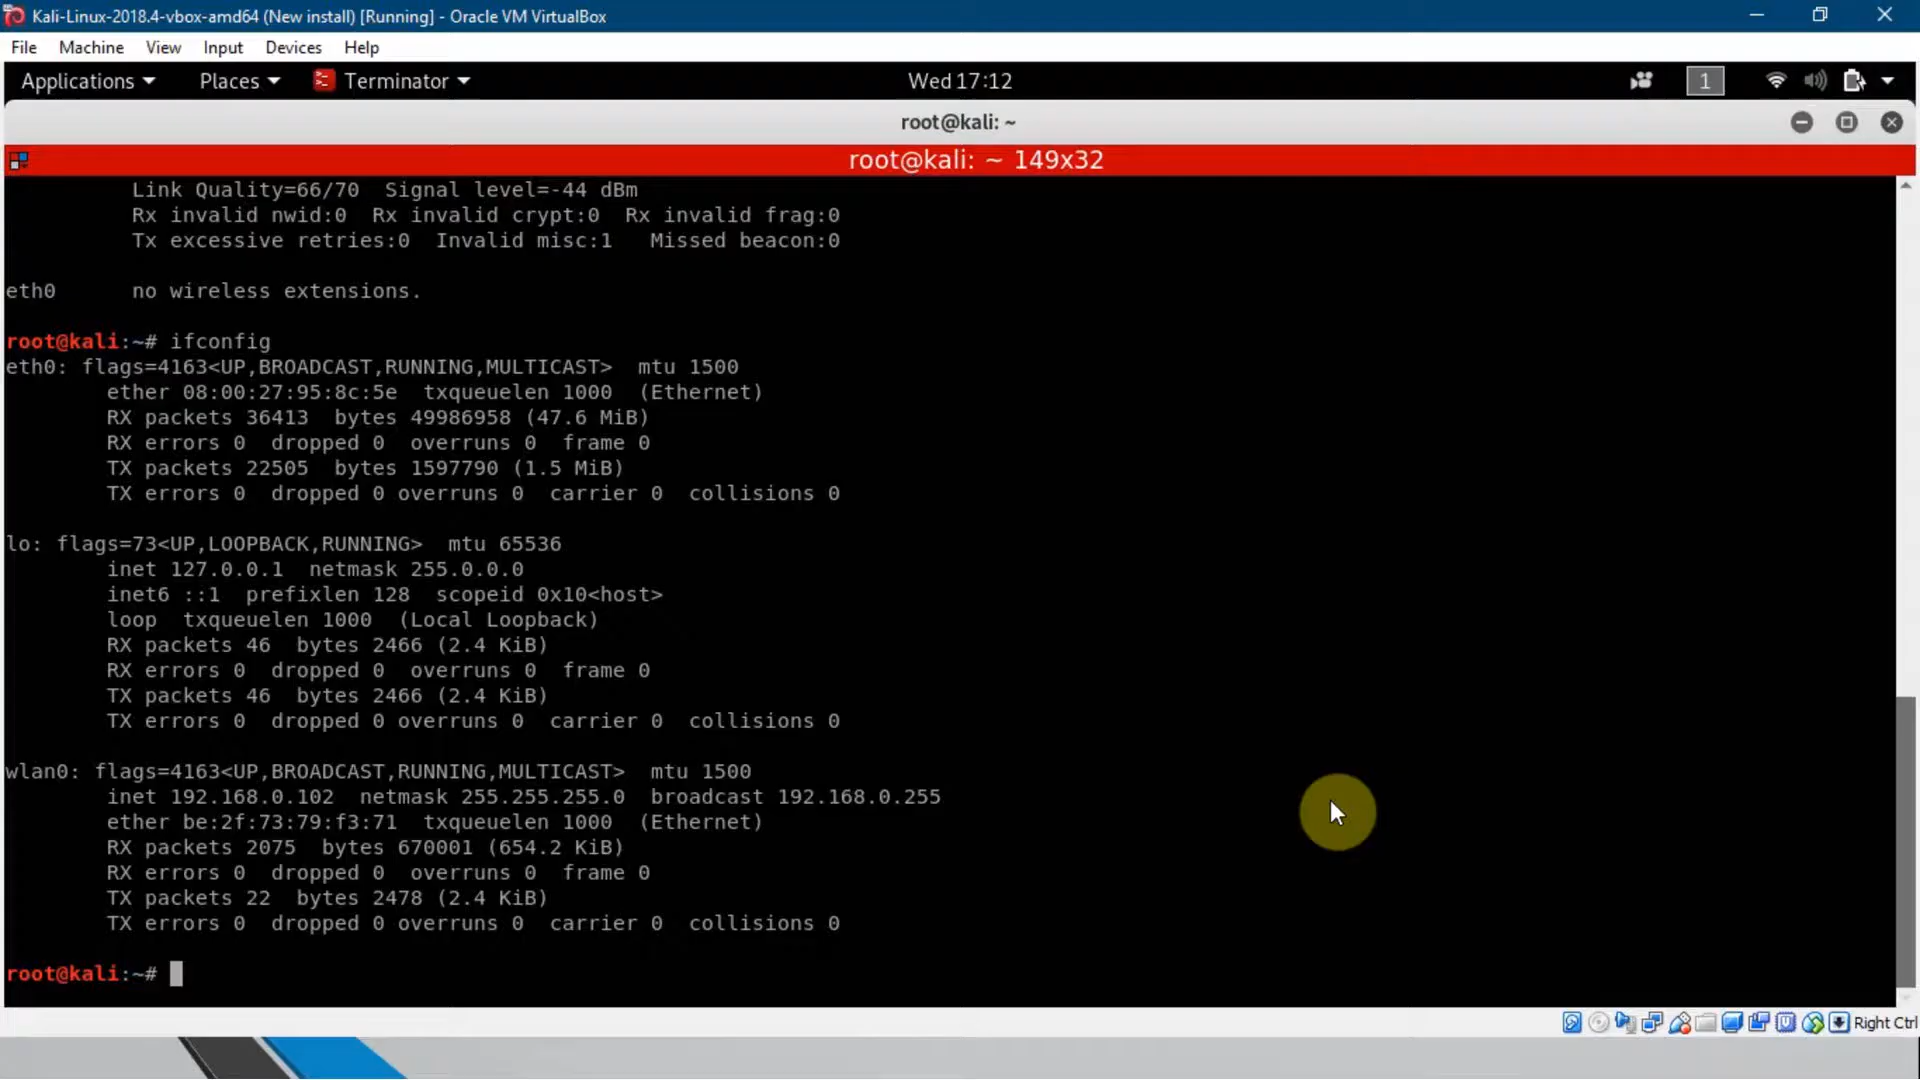 Kali-Linux-2018.4-vbox-amd64 (New install) [Running] - Oracle VM VirtualBox
File Machine View Input Devices Help
Applications Places Terminator Wed 17:12 1
root@kali: ~
root@kali: ~ 149x32
Link Quality=66/70  Signal level=-44 dBm
Rx invalid nwid:0  Rx invalid crypt:0  Rx invalid frag:0
Tx excessive retries:0  Invalid misc:1   Missed beacon:0
eth0      no wireless extensions.
root@kali:~# ifconfig
eth0: flags=4163<UP,BROADCAST,RUNNING,MULTICAST>  mtu 1500
ether 08:00:27:95:8c:5e  txqueuelen 1000  (Ethernet)
RX packets 36413  bytes 49986958 (47.6 MiB)
RX errors 0  dropped 0  overruns 0  frame 0
TX packets 22505  bytes 1597790 (1.5 MiB)
TX errors 0  dropped 0 overruns 0  carrier 0  collisions 0
lo: flags=73<UP,LOOPBACK,RUNNING>  mtu 65536
inet 127.0.0.1  netmask 255.0.0.0
inet6 ::1  prefixlen 128  scopeid 0x10<host>
loop  txqueuelen 1000  (Local Loopback)
RX packets 46  bytes 2466 (2.4 KiB)
RX errors 0  dropped 0  overruns 0  frame 0
TX packets 46  bytes 2466 (2.4 KiB)
TX errors 0  dropped 0 overruns 0  carrier 0  collisions 0
wlan0: flags=4163<UP,BROADCAST,RUNNING,MULTICAST>  mtu 1500
inet 192.168.0.102  netmask 255.255.255.0  broadcast 192.168.0.255
ether be:2f:73:79:f3:71  txqueuelen 1000  (Ethernet)
RX packets 2075  bytes 670001 (654.2 KiB)
RX errors 0  dropped 0  overruns 0  frame 0
TX packets 22  bytes 2478 (2.4 KiB)
TX errors 0  dropped 0 overruns 0  carrier 0  collisions 0
root@kali:~#
Right Ctrl